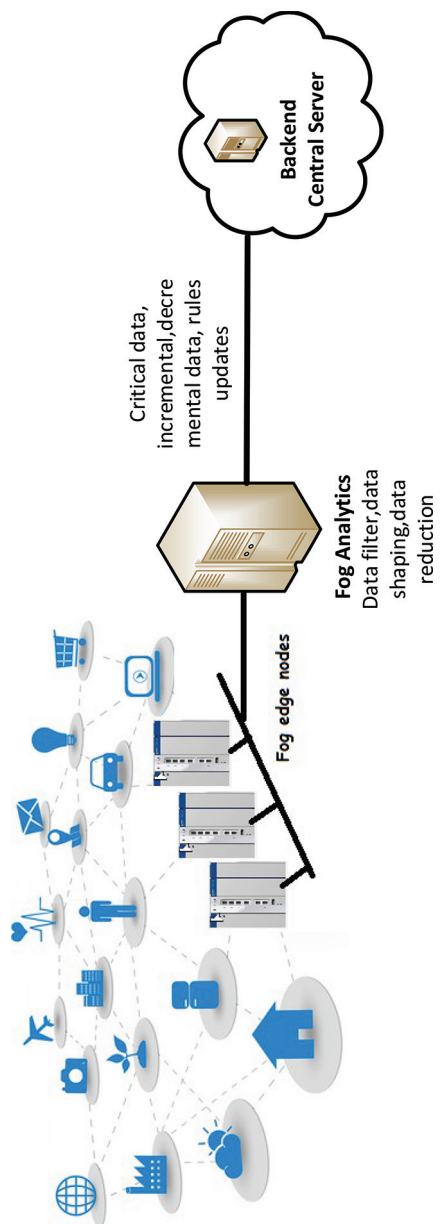 Fog edge nodes
Fog Analytics
Data filter,data
shaping,data
reduction
Critical data,
incremental,decre
mental data, rules
updates
Backend
Central Server